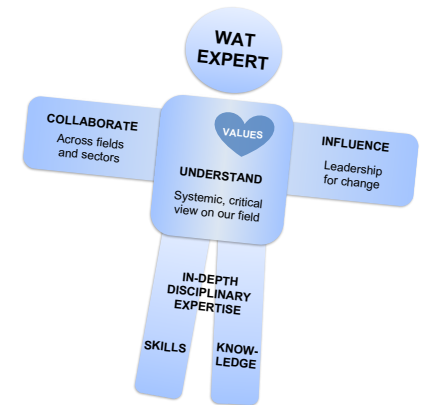 WAT
EXPERT
COLLABORATE
Across fields
and sectors
VALUES
UNDERSTAND
Systemic, critical
view on our field
INFLUENCE
Leadership
for change
IN-DEPTH
DISCIPLINARY
EXPERTISE
SKILLS
KNOW-
LEDGE